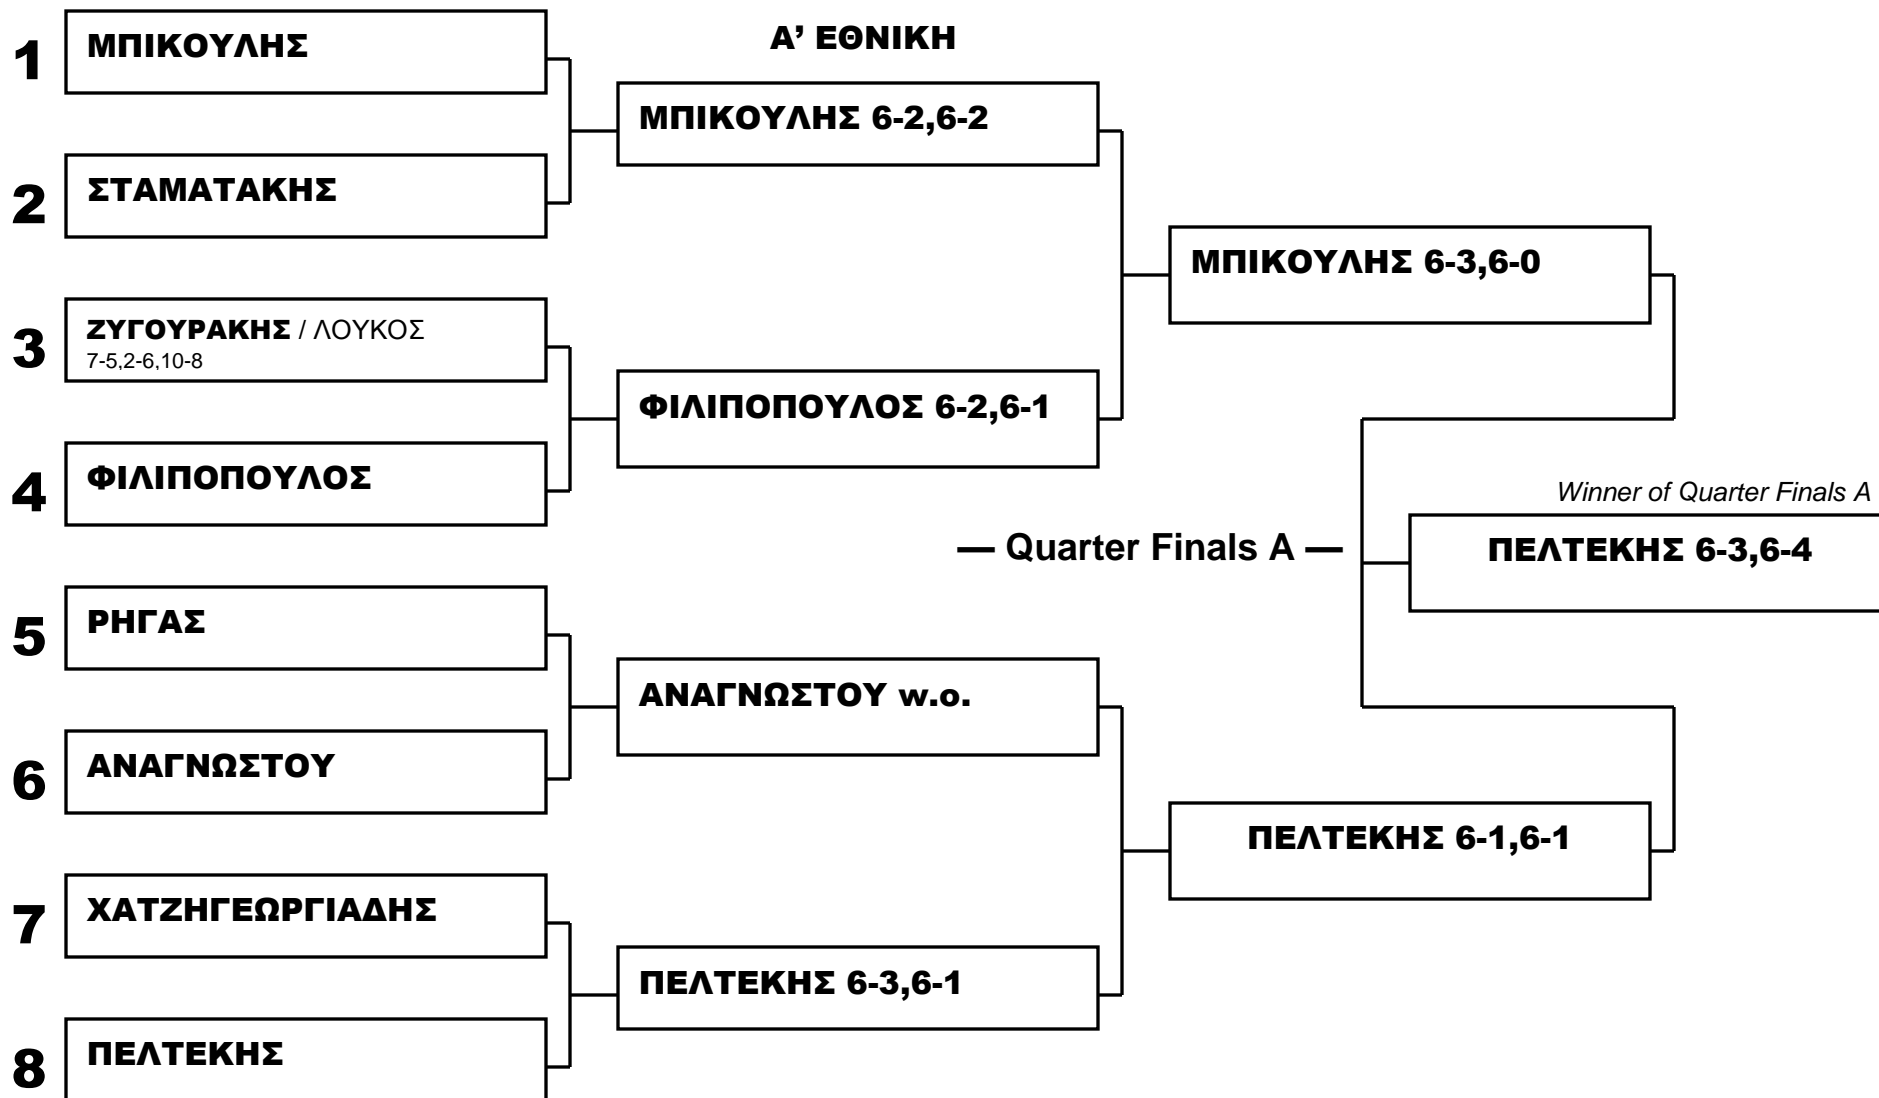 Α’ ΕΘΝΙΚΗ
1
ΜΠΙΚΟΥΛΗΣ
ΜΠΙΚΟΥΛΗΣ 6-2,6-2
2
ΣΤΑΜΑΤΑΚΗΣ
ΜΠΙΚΟΥΛΗΣ 6-3,6-0
3
ΖΥΓΟΥΡΑΚΗΣ / ΛΟΥΚΟΣ
7-5,2-6,10-8
ΦΙΛΙΠΟΠΟΥΛΟΣ 6-2,6-1
4
ΦΙΛΙΠΟΠΟΥΛΟΣ
Winner of Quarter Finals A
— Quarter Finals A —
ΠΕΛΤΕΚΗΣ 6-3,6-4
5
ΡΗΓΑΣ
ΑΝΑΓΝΩΣΤΟΥ w.o.
6
ΑΝΑΓΝΩΣΤΟΥ
ΠΕΛΤΕΚΗΣ 6-1,6-1
7
ΧΑΤΖΗΓΕΩΡΓΙΑΔΗΣ
ΠΕΛΤΕΚΗΣ 6-3,6-1
8
ΠΕΛΤΕΚΗΣ